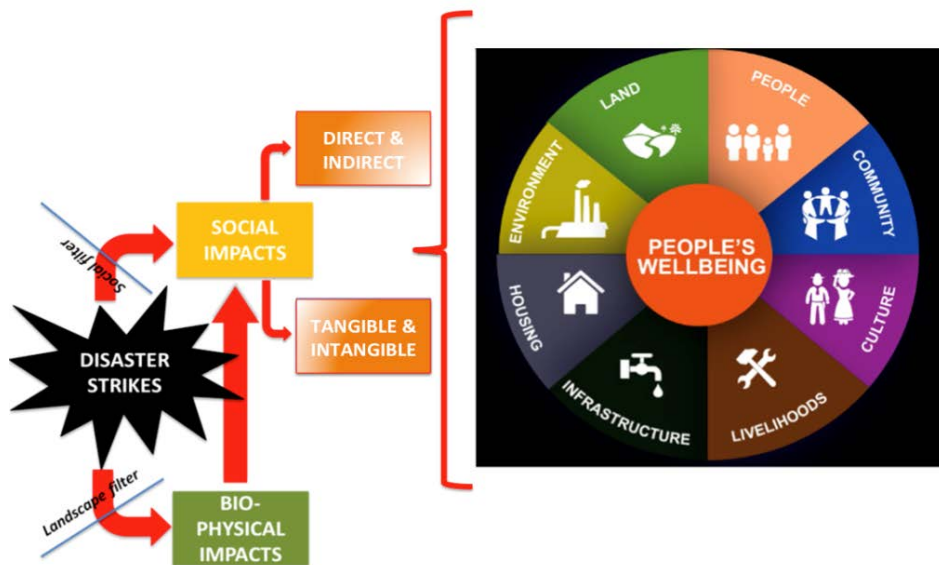 DIRECT &
INDIRECT
Social filter
SOCIAL
IMPACTS
DISASTER
STRIKES
TANGIBLE &
INTANGIBLE
Landscape filter
BIO-
PHYSICAL
IMPACTS
LAND
PEOPLE
COMMUNITY
CULTURE
LIVELIHOODS
INFRASTRUCTURE
HOUSING
ENVIRONMENT
PEOPLE'S
WELLBEING